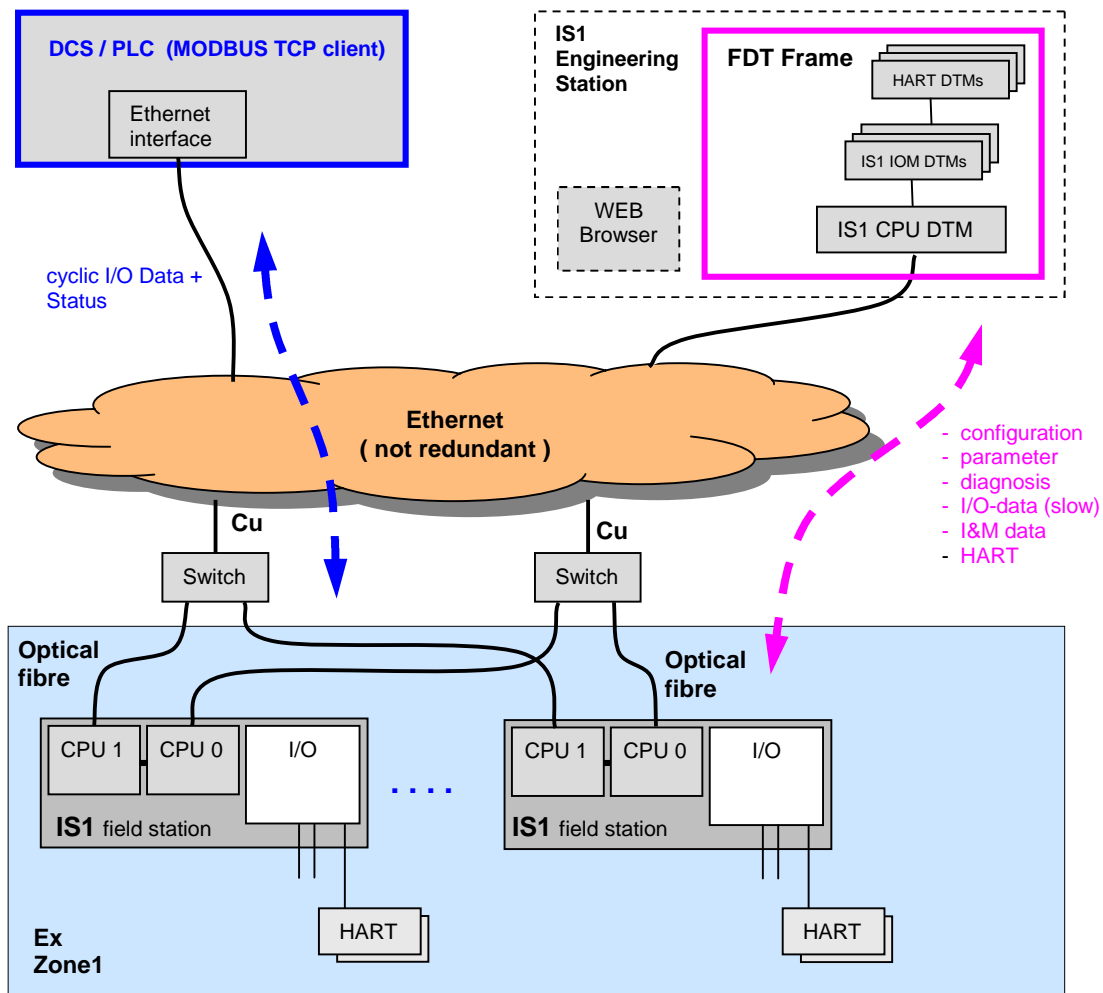 DCS / PLC  (MODBUS TCP client)
Ethernet
interface
IS1
Engineering
Station
FDT Frame
HART DTMs
IS1 IOM DTMs
WEB
Browser
IS1 CPU DTM
cyclic I/O Data +
Status
Ethernet
( not redundant )
- configuration
- parameter
- diagnosis
- I/O-data (slow)
- I&M data
- HART
Cu
Cu
Switch
Switch
Optical
fibre
Optical
fibre
CPU 1
CPU 0
I/O
IS1 field station
. . . .
CPU 1
CPU 0
I/O
IS1 field station
HART
HART
Ex
Zone1